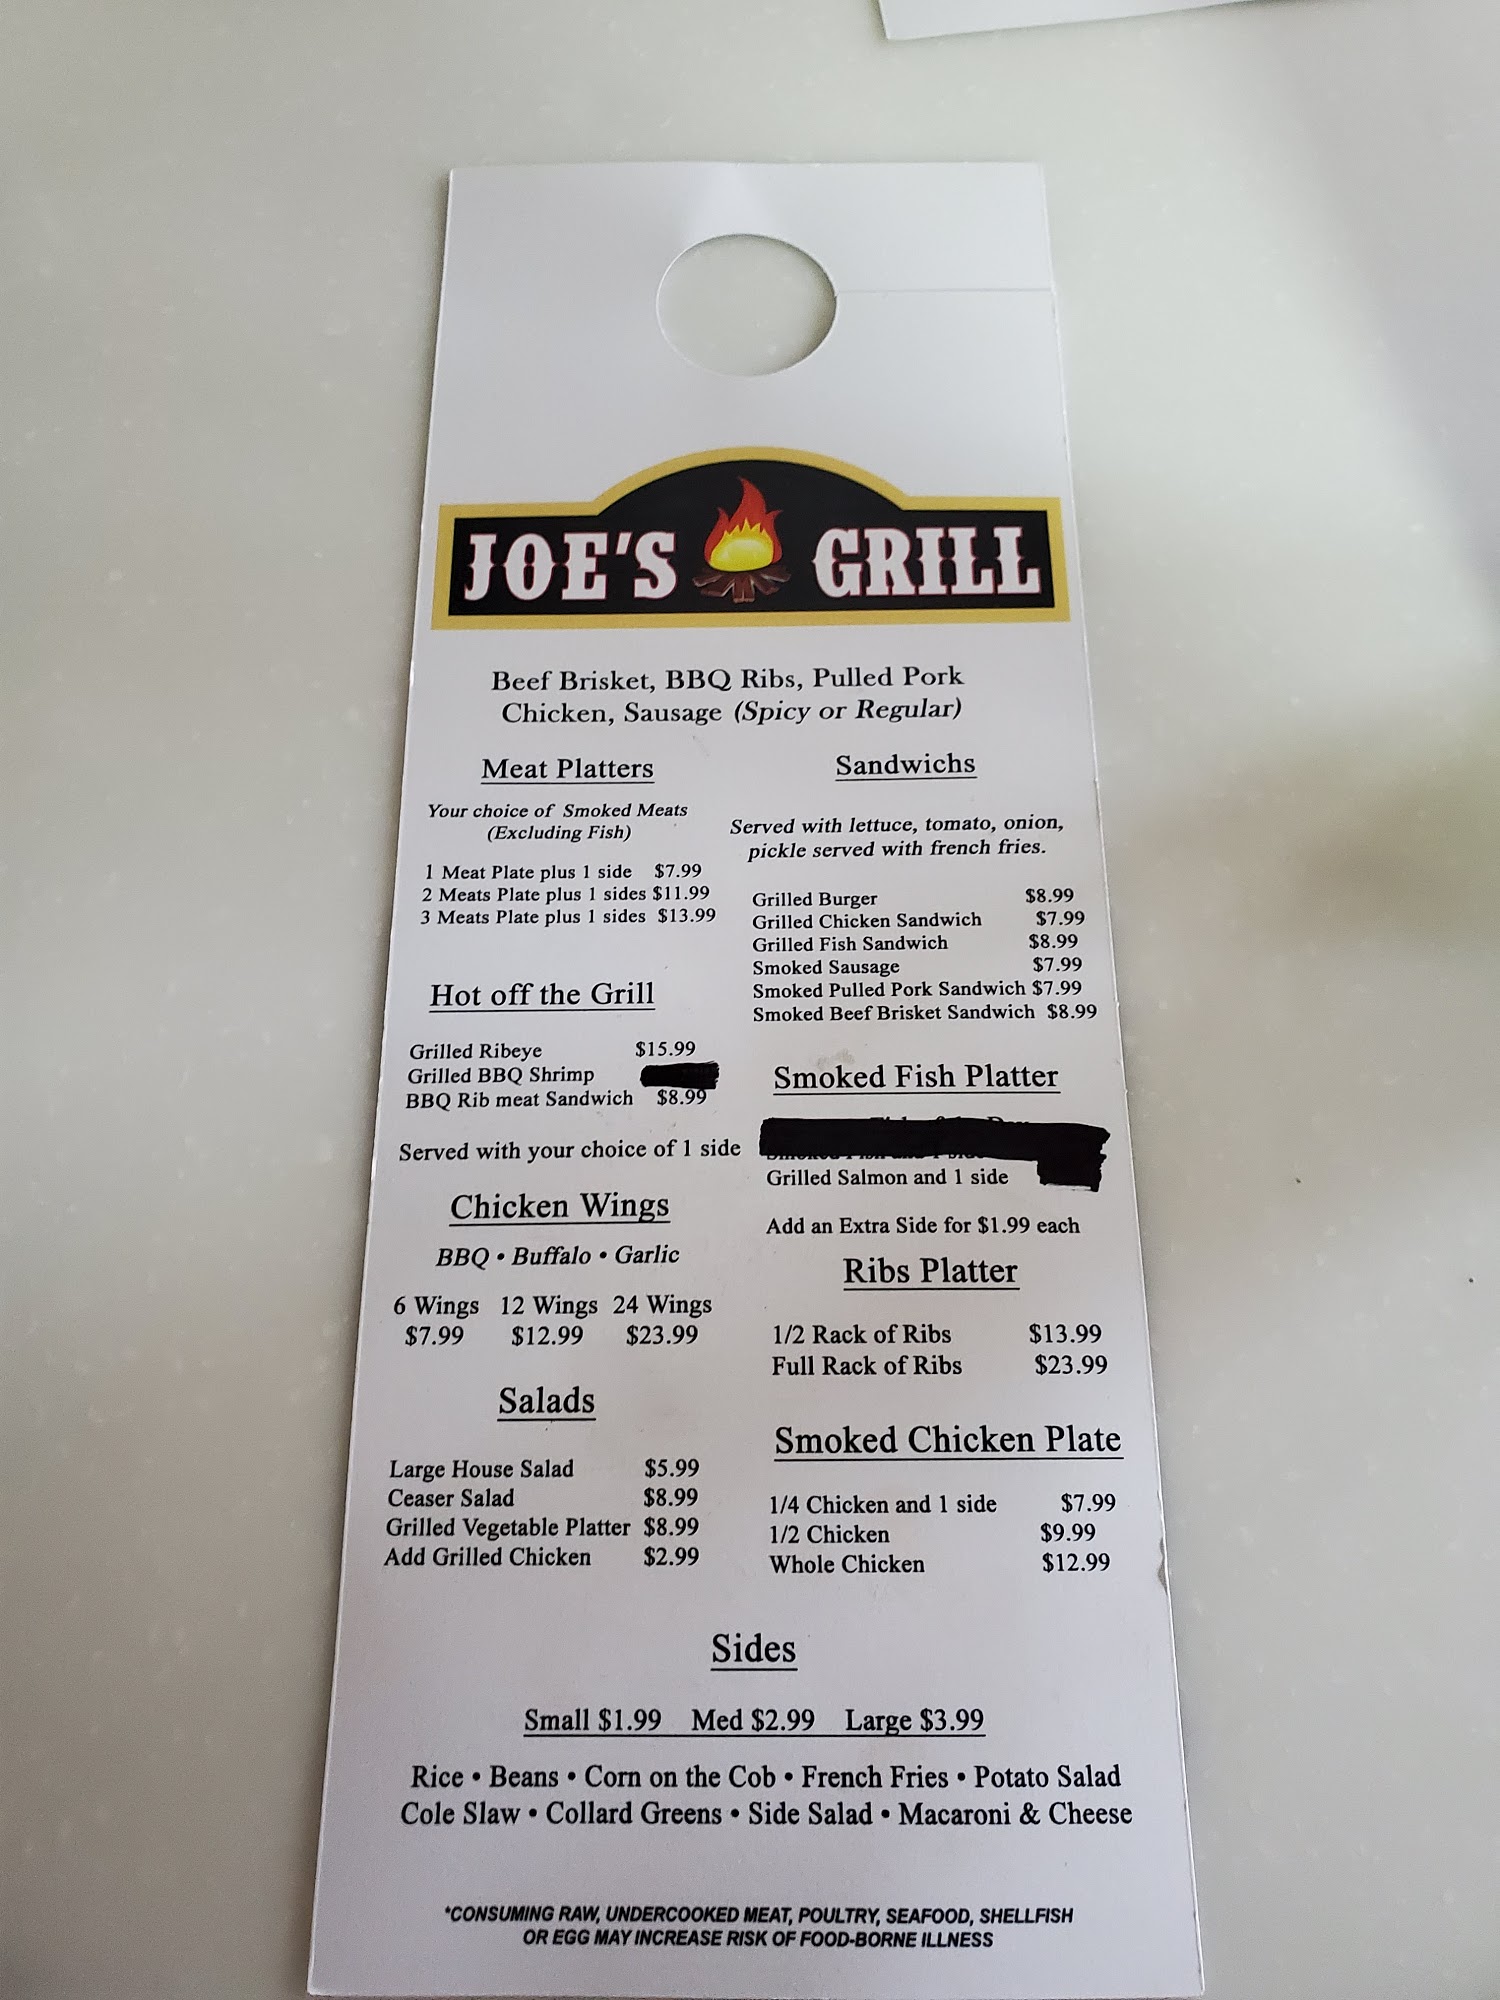 JOE'S GRILL
Beef Brisket, BBQ Ribs, Pulled Pork
Chicken, Sausage (Spicy or Regular)
Meat Platters
Your choice of Smoked Meats
(Excluding Fish)
1 Meat Plate plus 1 side $7.99
2 Meats Plate plus 1 sides $11.99
3 Meats Plate plus 1 sides $13.99
Hot off the Grill
Grilled Ribeye $15.99
Grilled BBQ Shrimp
BBQ Rib meat Sandwich $8.99
Served with your choice of 1 side
Chicken Wings
BBQ • Buffalo • Garlic
6 Wings 12 Wings 24 Wings
$7.99 $12.99 $23.99
Salads
Large House Salad $5.99
Ceaser Salad $8.99
Grilled Vegetable Platter $8.99
Add Grilled Chicken $2.99
Sandwichs
Served with lettuce, tomato, onion,
pickle served with french fries.
Grilled Burger $8.99
Grilled Chicken Sandwich $7.99
Grilled Fish Sandwich $8.99
Smoked Sausage $7.99
Smoked Pulled Pork Sandwich $7.99
Smoked Beef Brisket Sandwich $8.99
Smoked Fish Platter
Grilled Salmon and 1 side
Add an Extra Side for $1.99 each
Ribs Platter
1/2 Rack of Ribs $13.99
Full Rack of Ribs $23.99
Smoked Chicken Plate
1/4 Chicken and 1 side $7.99
1/2 Chicken $9.99
Whole Chicken $12.99
Sides
Small $1.99 Med $2.99 Large $3.99
Rice • Beans • Corn on the Cob • French Fries • Potato Salad
Cole Slaw • Collard Greens • Side Salad • Macaroni & Cheese
*CONSUMING RAW, UNDERCOOKED MEAT, POULTRY, SEAFOOD, SHELLFISH
OR EGG MAY INCREASE RISK OF FOOD-BORNE ILLNESS